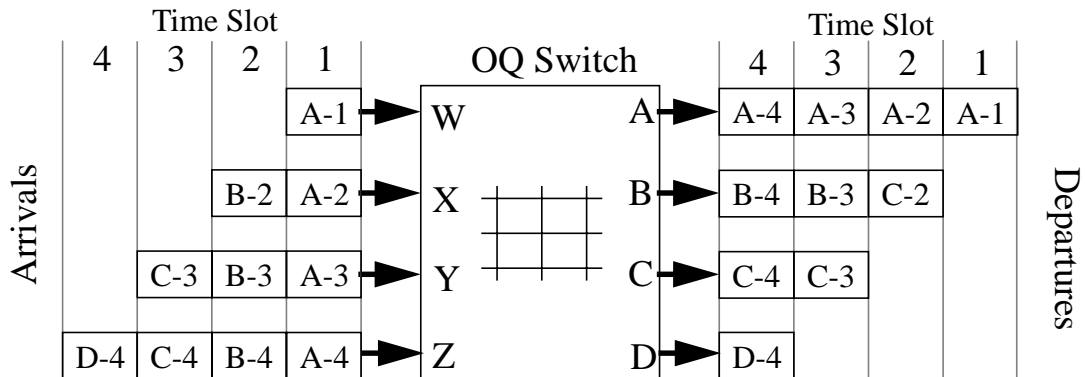 Time Slot Time Slot
4 3 2 1 OQ Switch 4 3 2 1
A-1 W A A-4 A-3 A-2 A-1
B-2 A-2 X B B-4 B-3 C-2
C-3 B-3 A-3 Y C C-4 C-3
D-4 C-4 B-4 A-4 Z D D-4
Arrivals
Departures